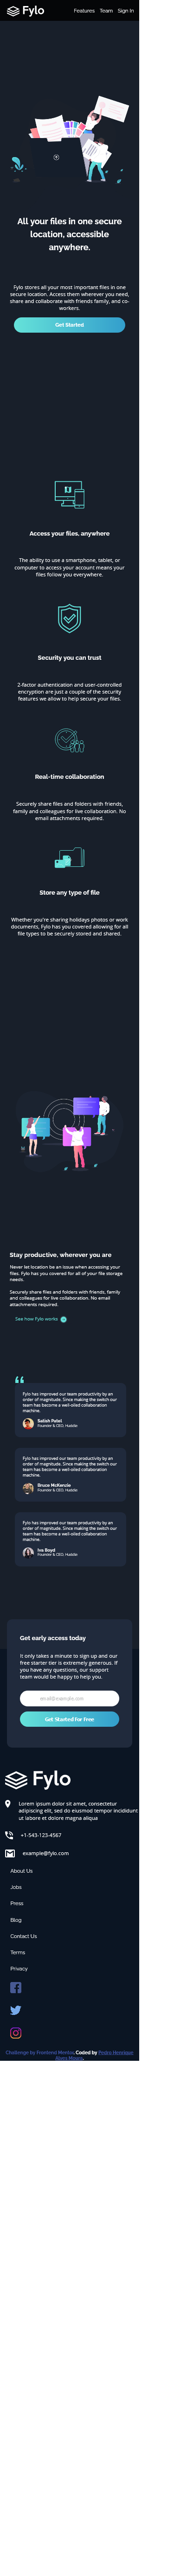 Fylo
Features Team Sign In
All your files in one secure
location, accessible
anywhere.
Fylo stores all your most important files in one
secure location. Access them wherever you need,
share and collaborate with friends family, and co-
workers.
Get Started
Access your files, anywhere
The ability to use a smartphone, tablet, or
computer to access your account means your
files follow you everywhere.
Security you can trust
2-factor authentication and user-controlled
encryption are just a couple of the security
features we allow to help secure your files.
Real-time collaboration
Securely share files and folders with friends,
family and colleagues for live collaboration. No
email attachments required.
Store any type of file
Whether you're sharing holidays photos or work
documents, Fylo has you covered allowing for all
file types to be securely stored and shared.
Stay productive, wherever you are
Never let location be an issue when accessing your
files. Fylo has you covered for all of your file storage
needs.
Securely share files and folders with friends, family
and colleagues for live collaboration. No email
attachments required.
See how Fylo works
Fylo has improved our team productivity by an
order of magnitude. Since making the switch our
team has become a well-oiled collaboration
machine.
Satish Patel
Founder & CEO, Huddle
Fylo has improved our team productivity by an
order of magnitude. Since making the switch our
team has become a well-oiled collaboration
machine.
Bruce McKenzie
Founder & CEO, Huddle
Fylo has improved our team productivity by an
order of magnitude. Since making the switch our
team has become a well-oiled collaboration
machine.
Iva Boyd
Founder & CEO, Huddle
Get early access today
It only takes a minute to sign up and our
free starter tier is extremely generous. If
you have any questions, our support
team would be happy to help you.
email@example.com
Get Started For Free
Fylo
Lorem ipsum dolor sit amet, consectetur
adipiscing elit, sed do eiusmod tempor incididunt
ut labore et dolore magna aliqua
+1-543-123-4567
example@fylo.com
About Us
Jobs
Press
Blog
Contact Us
Terms
Privacy
Challenge by Frontend Mentor. Coded by Pedro Henrique